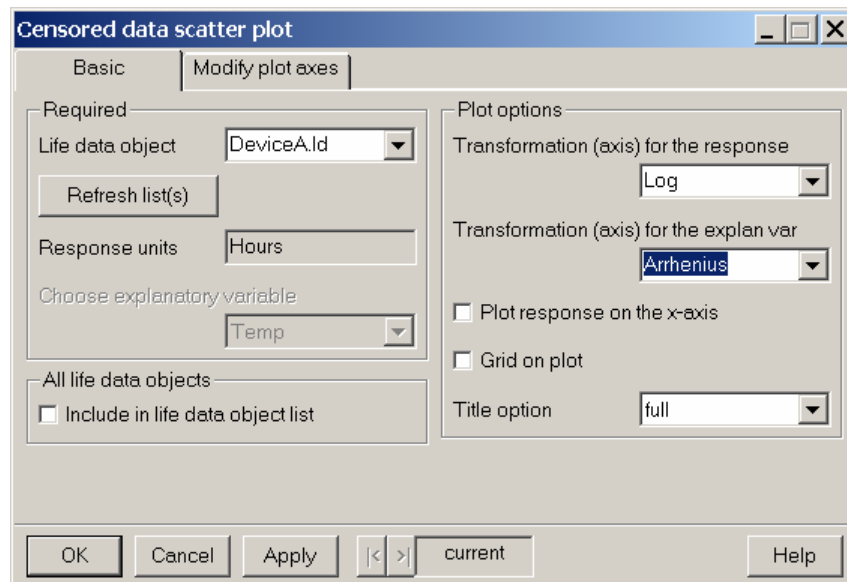 Censored data scatter plot
Basic
Modify plot axes
Required
Life data object
DeviceA.ld
Refresh list(s)
Response units
Hours
Choose explanatory variable
Temp
All life data objects
Include in life data object list
Plot options
Transformation (axis) for the response
Log
Transformation (axis) for the explan var
Arrhenius
Plot response on the x-axis
Grid on plot
Title option
full
OK
Cancel
Apply
|<
>|
current
Help